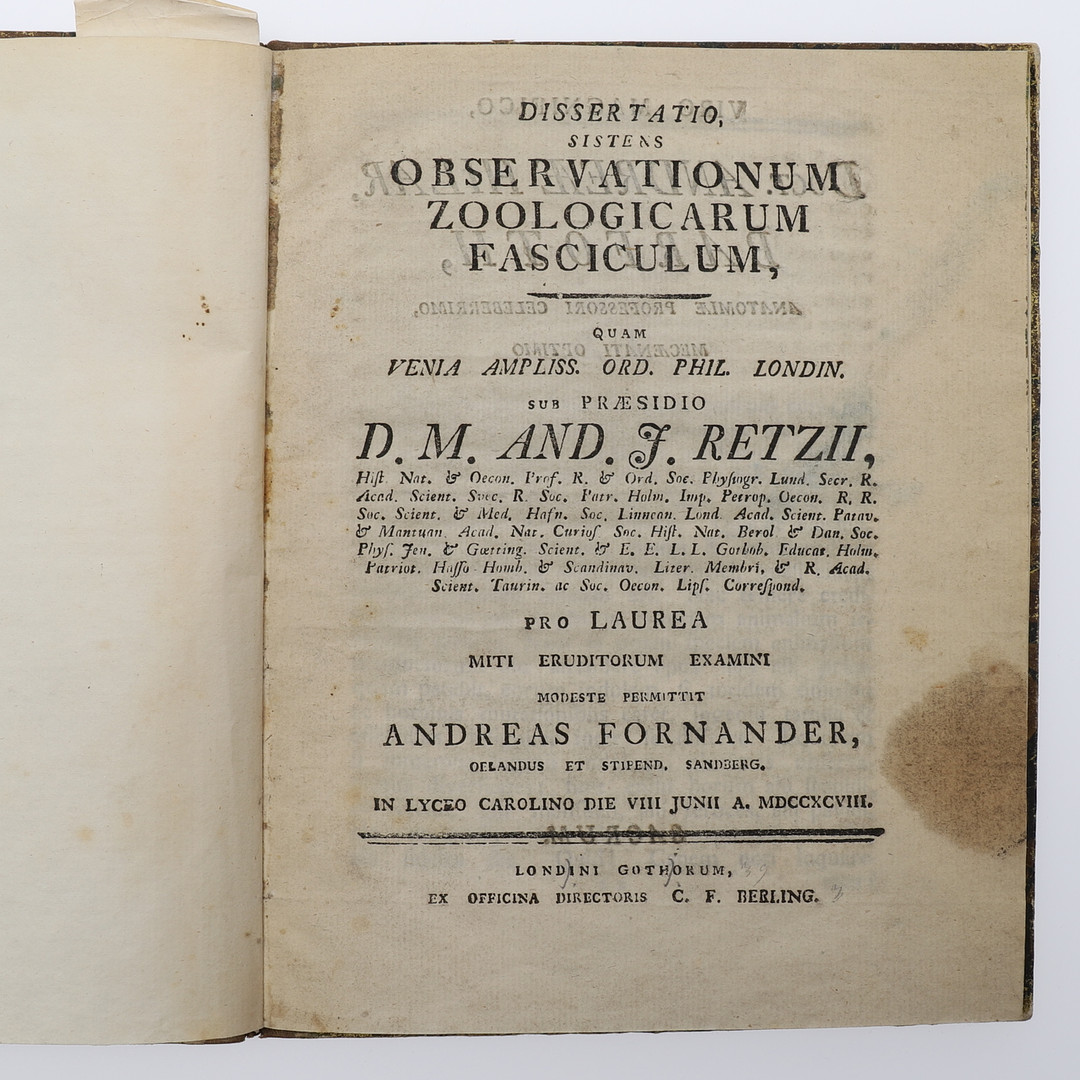 DISSERTATIO,
SISTENS
OBSERVATIONUM
ZOOLOGICARUM
FASCICULUM,
QUAM
VENIA AMPLISS. ORD. PHIL. LONDIN.
SUB PRÆSIDIO
D. M. AND. J. RETZII,
Hiſt. Nat. & Oecon. Prof. R. & Ord. Soc. Phyſiogr. Lund. Secr. R.
Acad. Scient. Svec. R. Soc. Patr. Holm. Imp. Petrop. Oecon. R. R.
Soc. Scient. & Med. Hafn. Soc. Linnean. Lond. Acad. Scient. Patav.
& Mantuan. Acad. Nat. Curioſ. Soc. Hiſt. Nat. Berol & Dan. Soc.
Phyſ. Jen. & Gœtting. Scient. & E. E. L. L. Gothob. Educat. Holm.
Patriot. Haſſo Homb. & Scandinav. Liter. Membri, & R. Acad.
Scient. Taurin. ac Soc. Oecon. Lipſ. Correſpond.
PRO LAUREA
MITI ERUDITORUM EXAMINI
MODESTE PERMITTIT
ANDREAS FORNANDER,
OELANDUS ET STIPEND. SANDBERG.
IN LYCEO CAROLINO DIE VIII JUNII A. MDCCXCVIII.
LONDINI GOTHORUM,
EX OFFICINA DIRECTORIS C. F. BERLING.